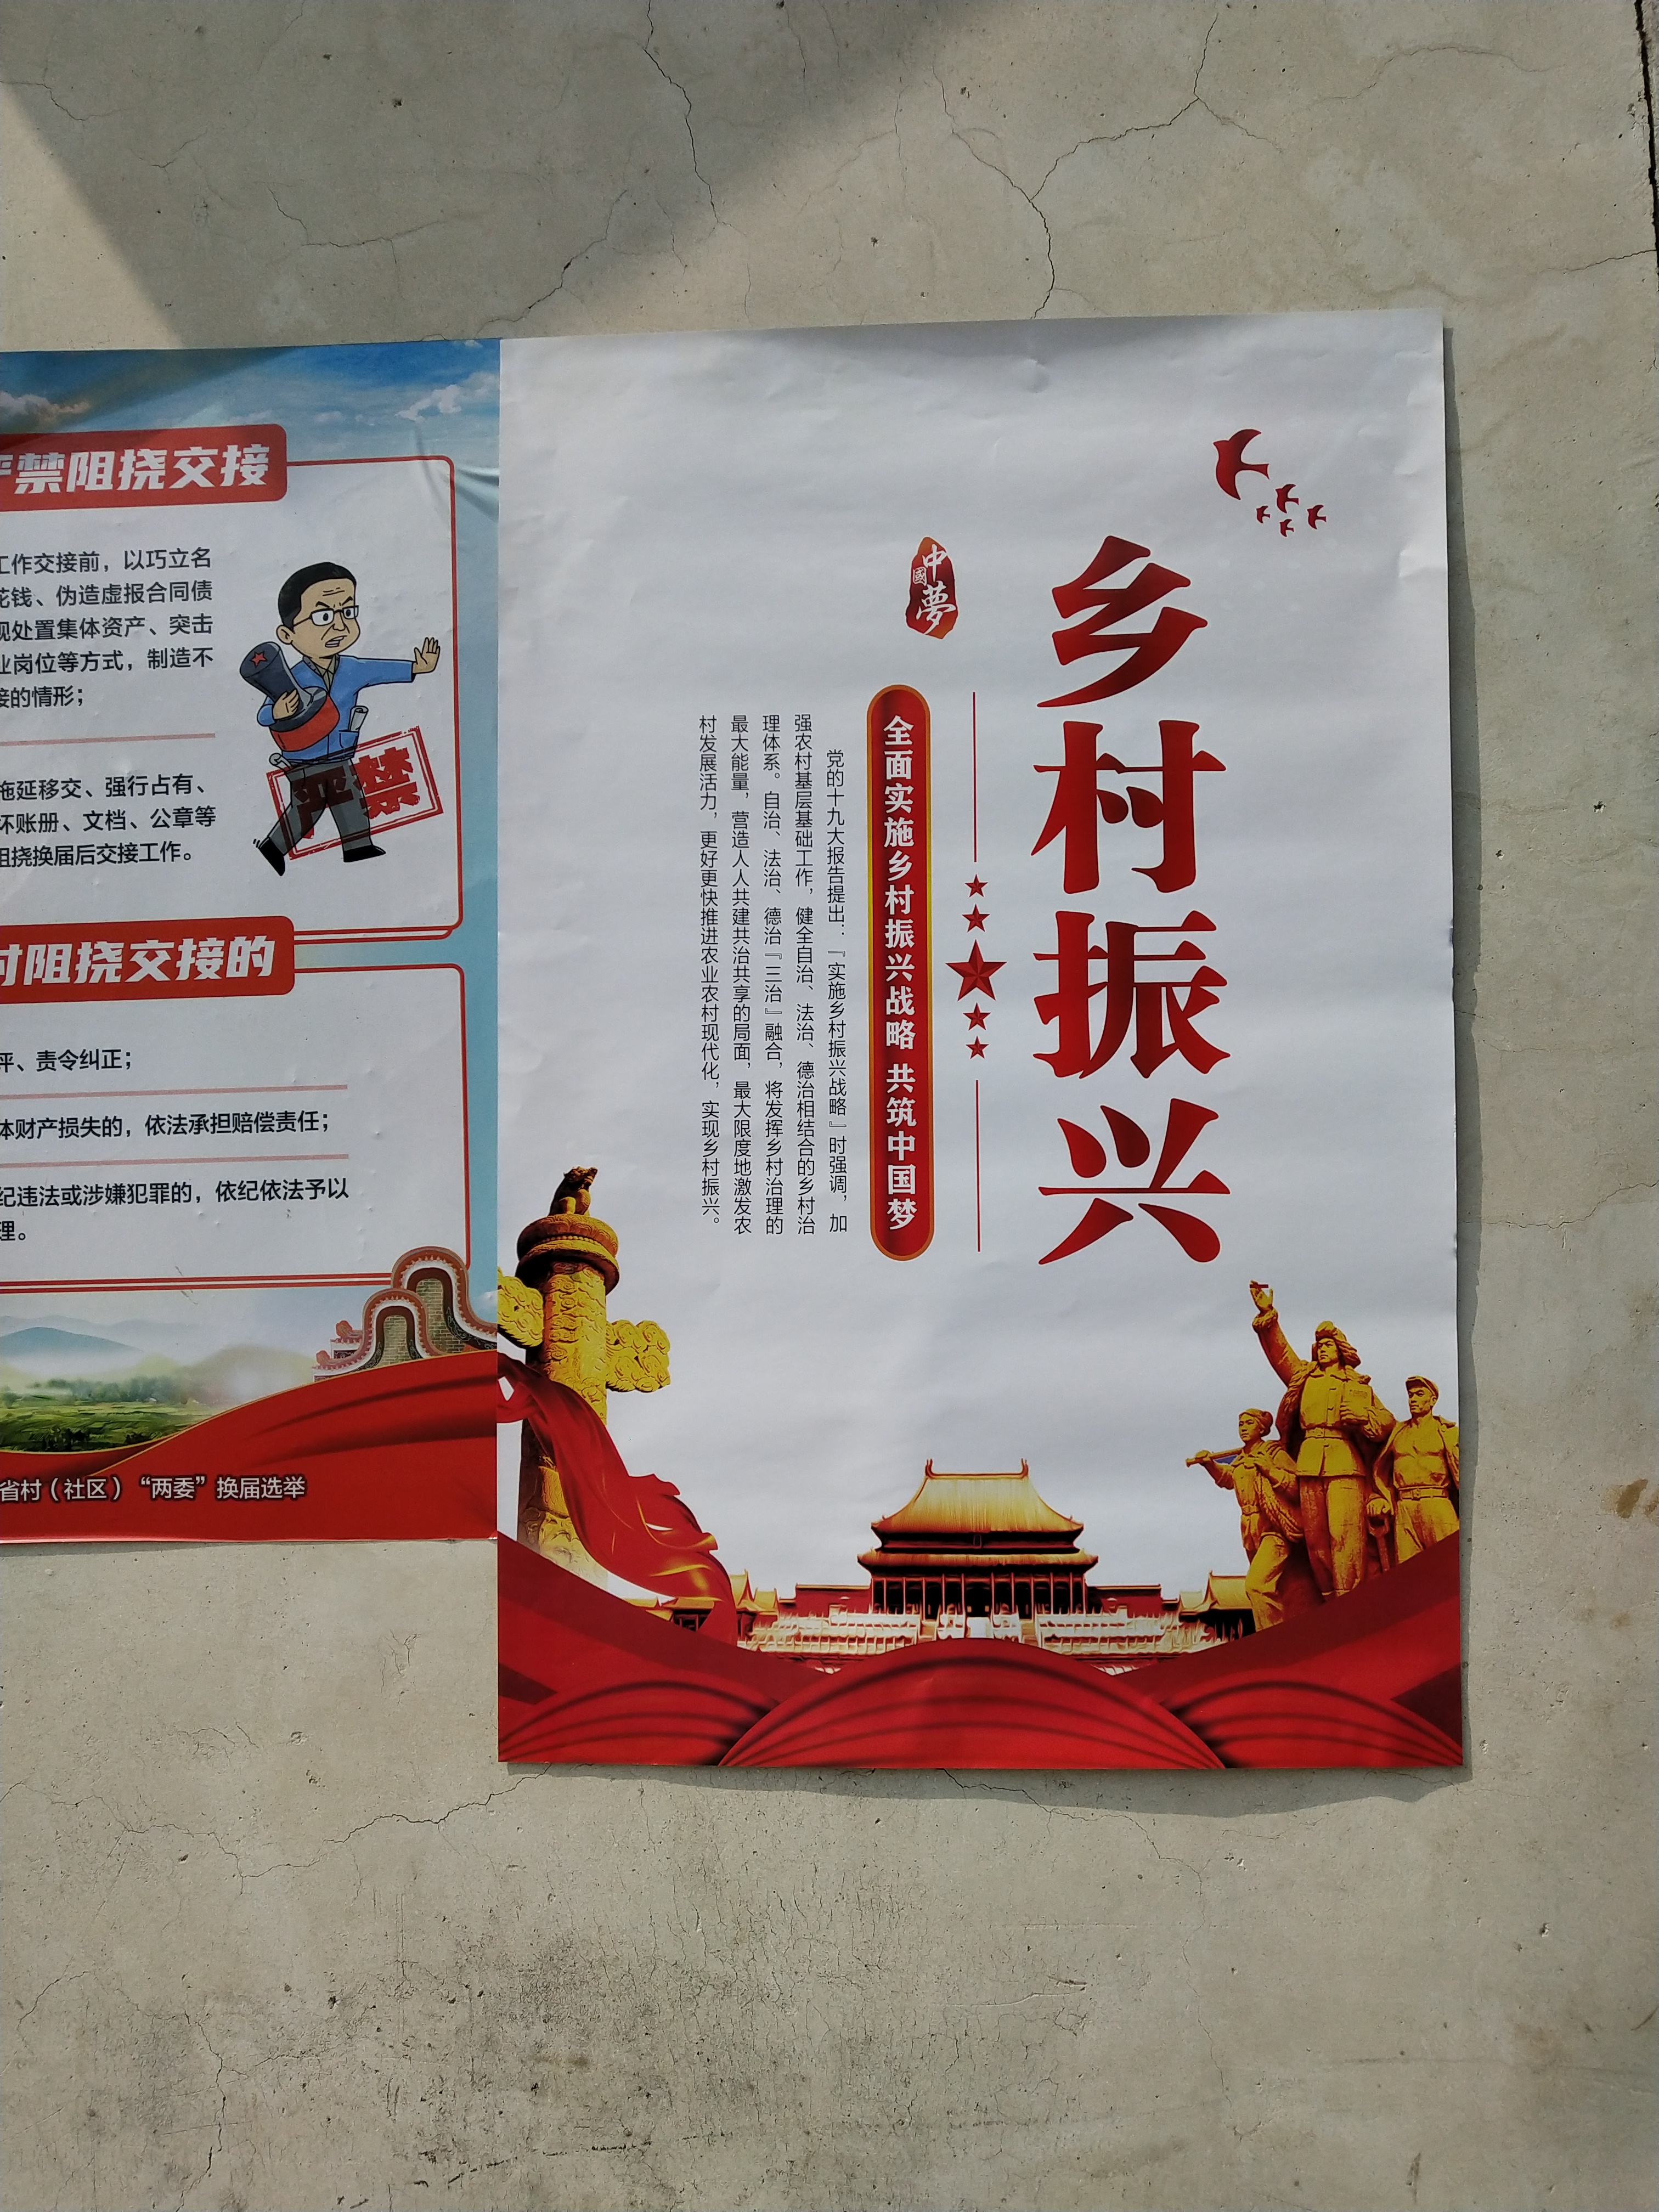 严禁阻挠交接
工作交接前，以巧立名
花钱、伪造虚报合同债
规处置集体资产、突击
业岗位等方式，制造不
接的情形；
拖延移交、强行占有、
坏账册、文档、公章等
阻挠换届后交接工作。
严禁
对阻挠交接的
评、责令纠正；
体财产损失的，依法承担赔偿责任；
纪违法或涉嫌犯罪的，依纪依法予以
理。
省村（社区）“两委”换届选举
乡村振兴
中國夢
全面实施乡村振兴战略 共筑中国梦
党的十九大报告提出：『实施乡村振兴战略』时强调，加
强农村基层基础工作，健全自治、法治、德治相结合的乡村治
理体系。自治、法治、德治『三治』融合，将发挥乡村治理的
最大能量，营造人人共建共治共享的局面，最大限度地激发农
村发展活力，更好更快推进农业农村现代化，实现乡村振兴。